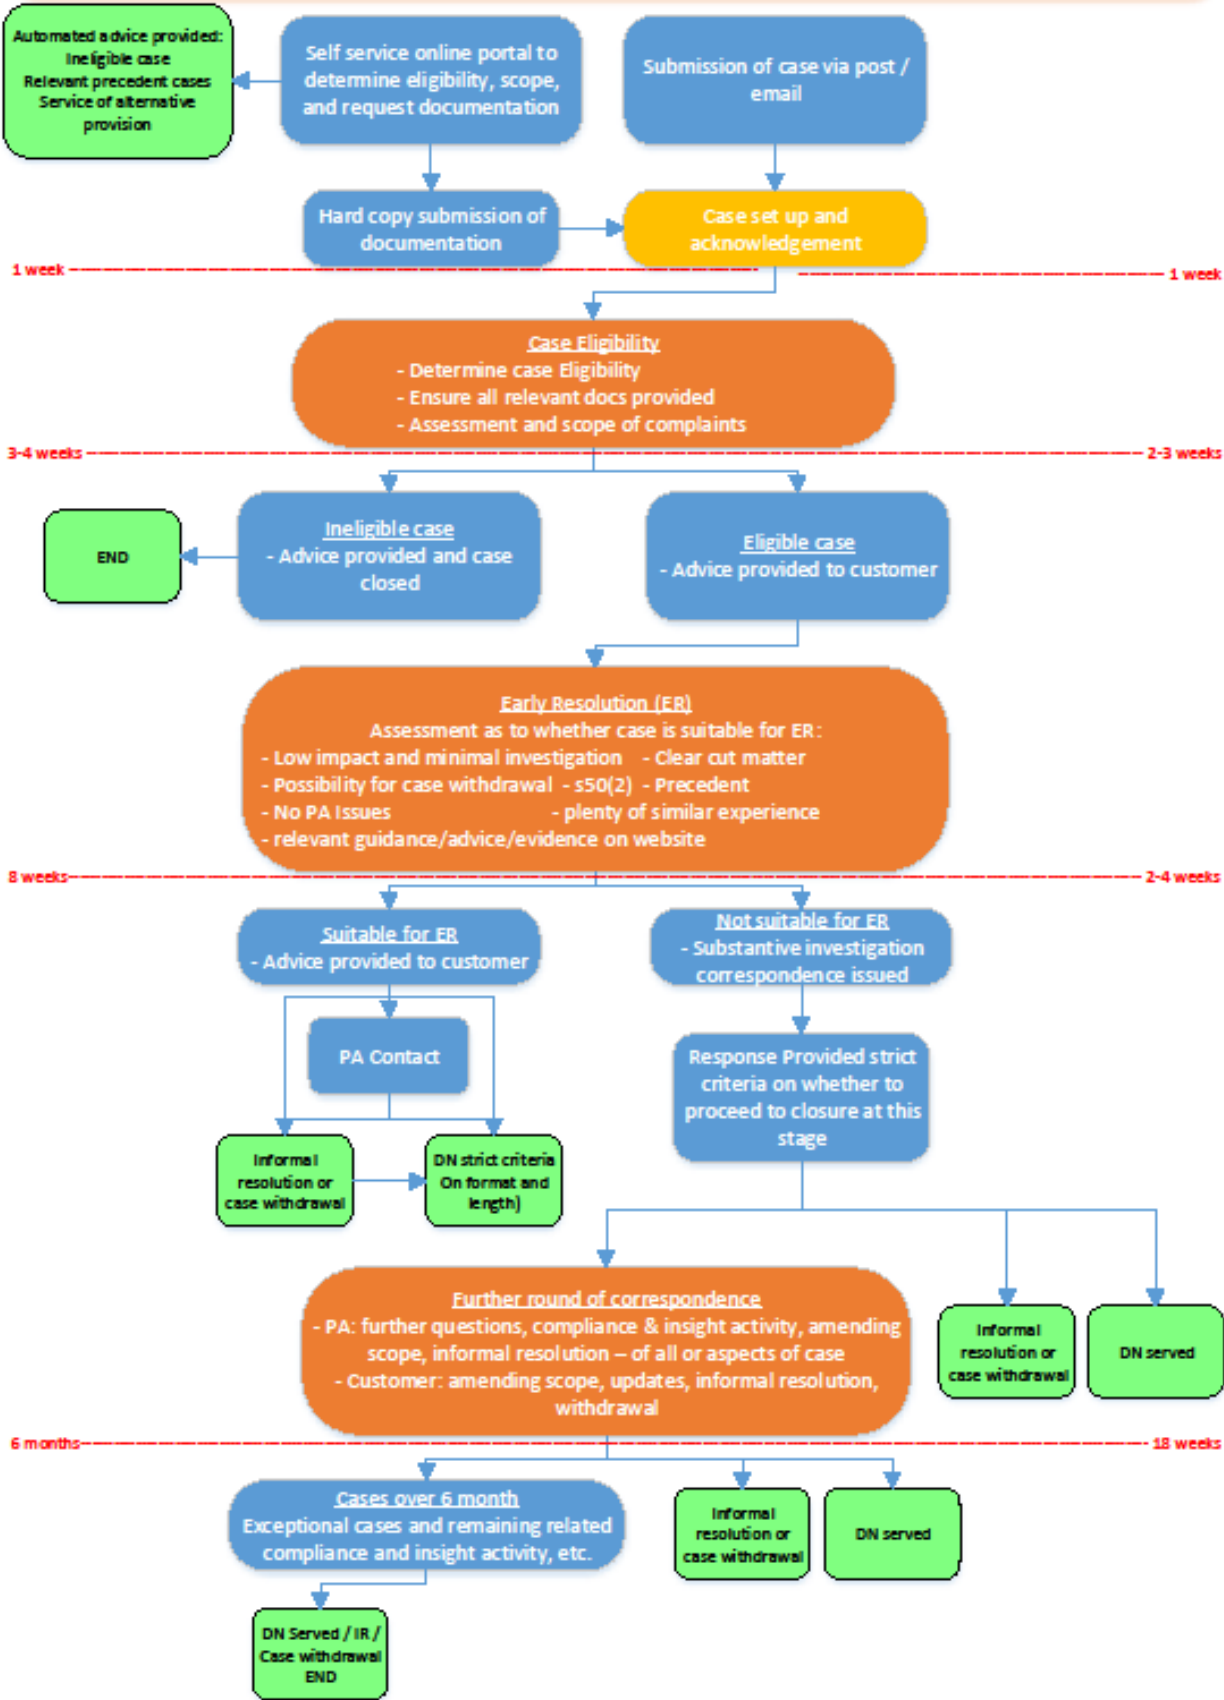 Automated advice provided:
Ineligible case
Relevant precedent cases
Service of alternative
provision
Self service online portal to
determine eligibility, scope,
and request documentation
Submission of case via post /
email
Hard copy submission of
documentation
Case set up and
acknowledgement
1 week
1 week
Case Eligibility
- Determine case Eligibility
- Ensure all relevant docs provided
- Assessment and scope of complaints
3-4 weeks
2-3 weeks
END
Ineligible case
- Advice provided and case
closed
Eligible case
- Advice provided to customer
Early Resolution (ER)
Assessment as to whether case is suitable for ER:
- Low impact and minimal investigation - Clear cut matter
- Possibility for case withdrawal - s50(2) - Precedent
- No PA Issues - plenty of similar experience
- relevant guidance/advice/evidence on website
8 weeks
2-4 weeks
Suitable for ER
- Advice provided to customer
Not suitable for ER
- Substantive investigation
correspondence issued
PA Contact
Response Provided strict
criteria on whether to
proceed to closure at this
stage
Informal
resolution or
case withdrawal
DN strict criteria
On format and
length)
Further round of correspondence
- PA: further questions, compliance & insight activity, amending
scope, informal resolution – of all or aspects of case
- Customer: amending scope, updates, informal resolution,
withdrawal
Informal
resolution or
case withdrawal
DN served
6 months
18 weeks
Cases over 6 month
Exceptional cases and remaining related
compliance and insight activity, etc.
Informal
resolution or
case withdrawal
DN served
DN Served / IR /
Case withdrawal
END